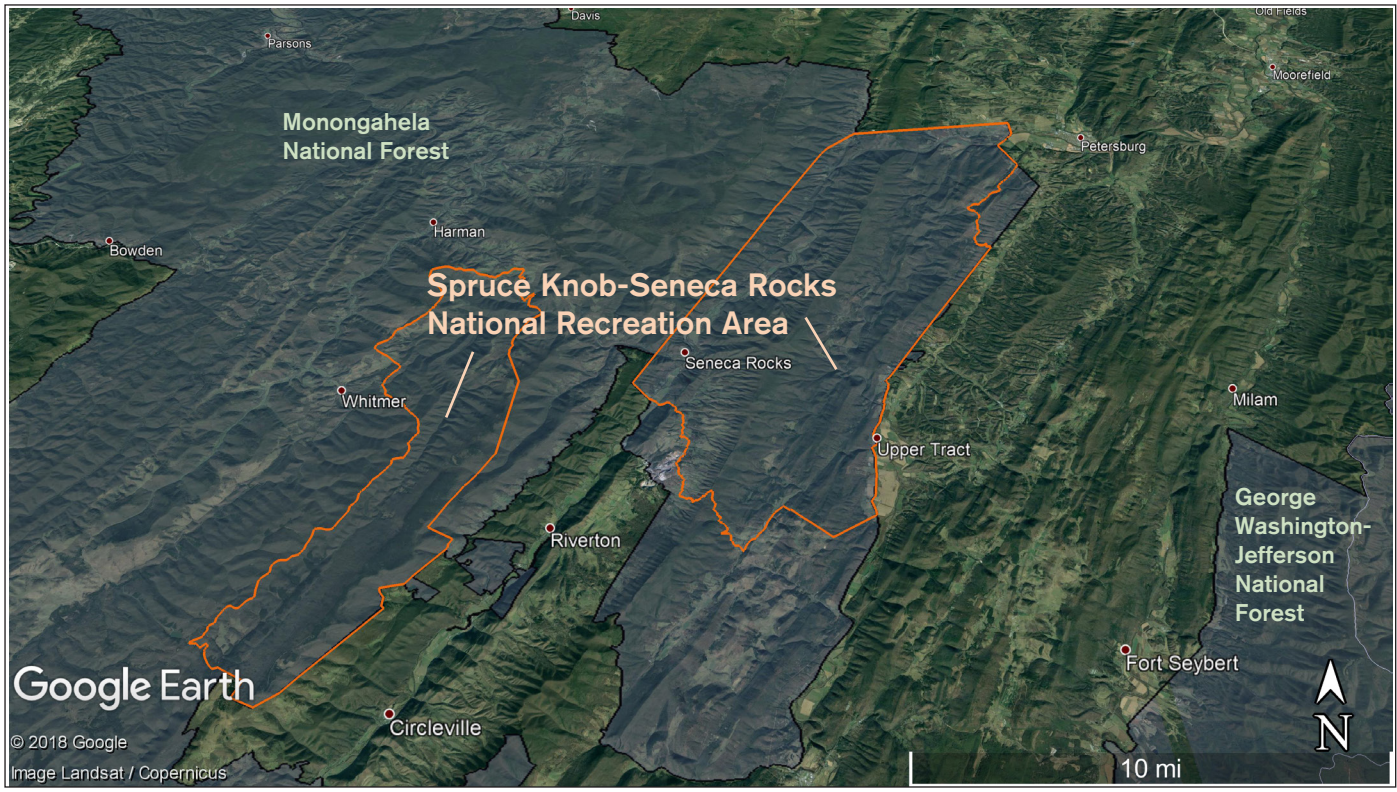 Davis
Old Fields
Parsons
Moorefield
Monongahela
National Forest
Petersburg
Harman
Bowden
Spruce Knob-Seneca Rocks
National Recreation Area
Seneca Rocks
Whitmer
Milam
Upper Tract
George
Washington-
Jefferson
National
Forest
Riverton
Fort Seybert
Google Earth
Circleville
N
© 2018 Google
Image Landsat / Copernicus
10 mi